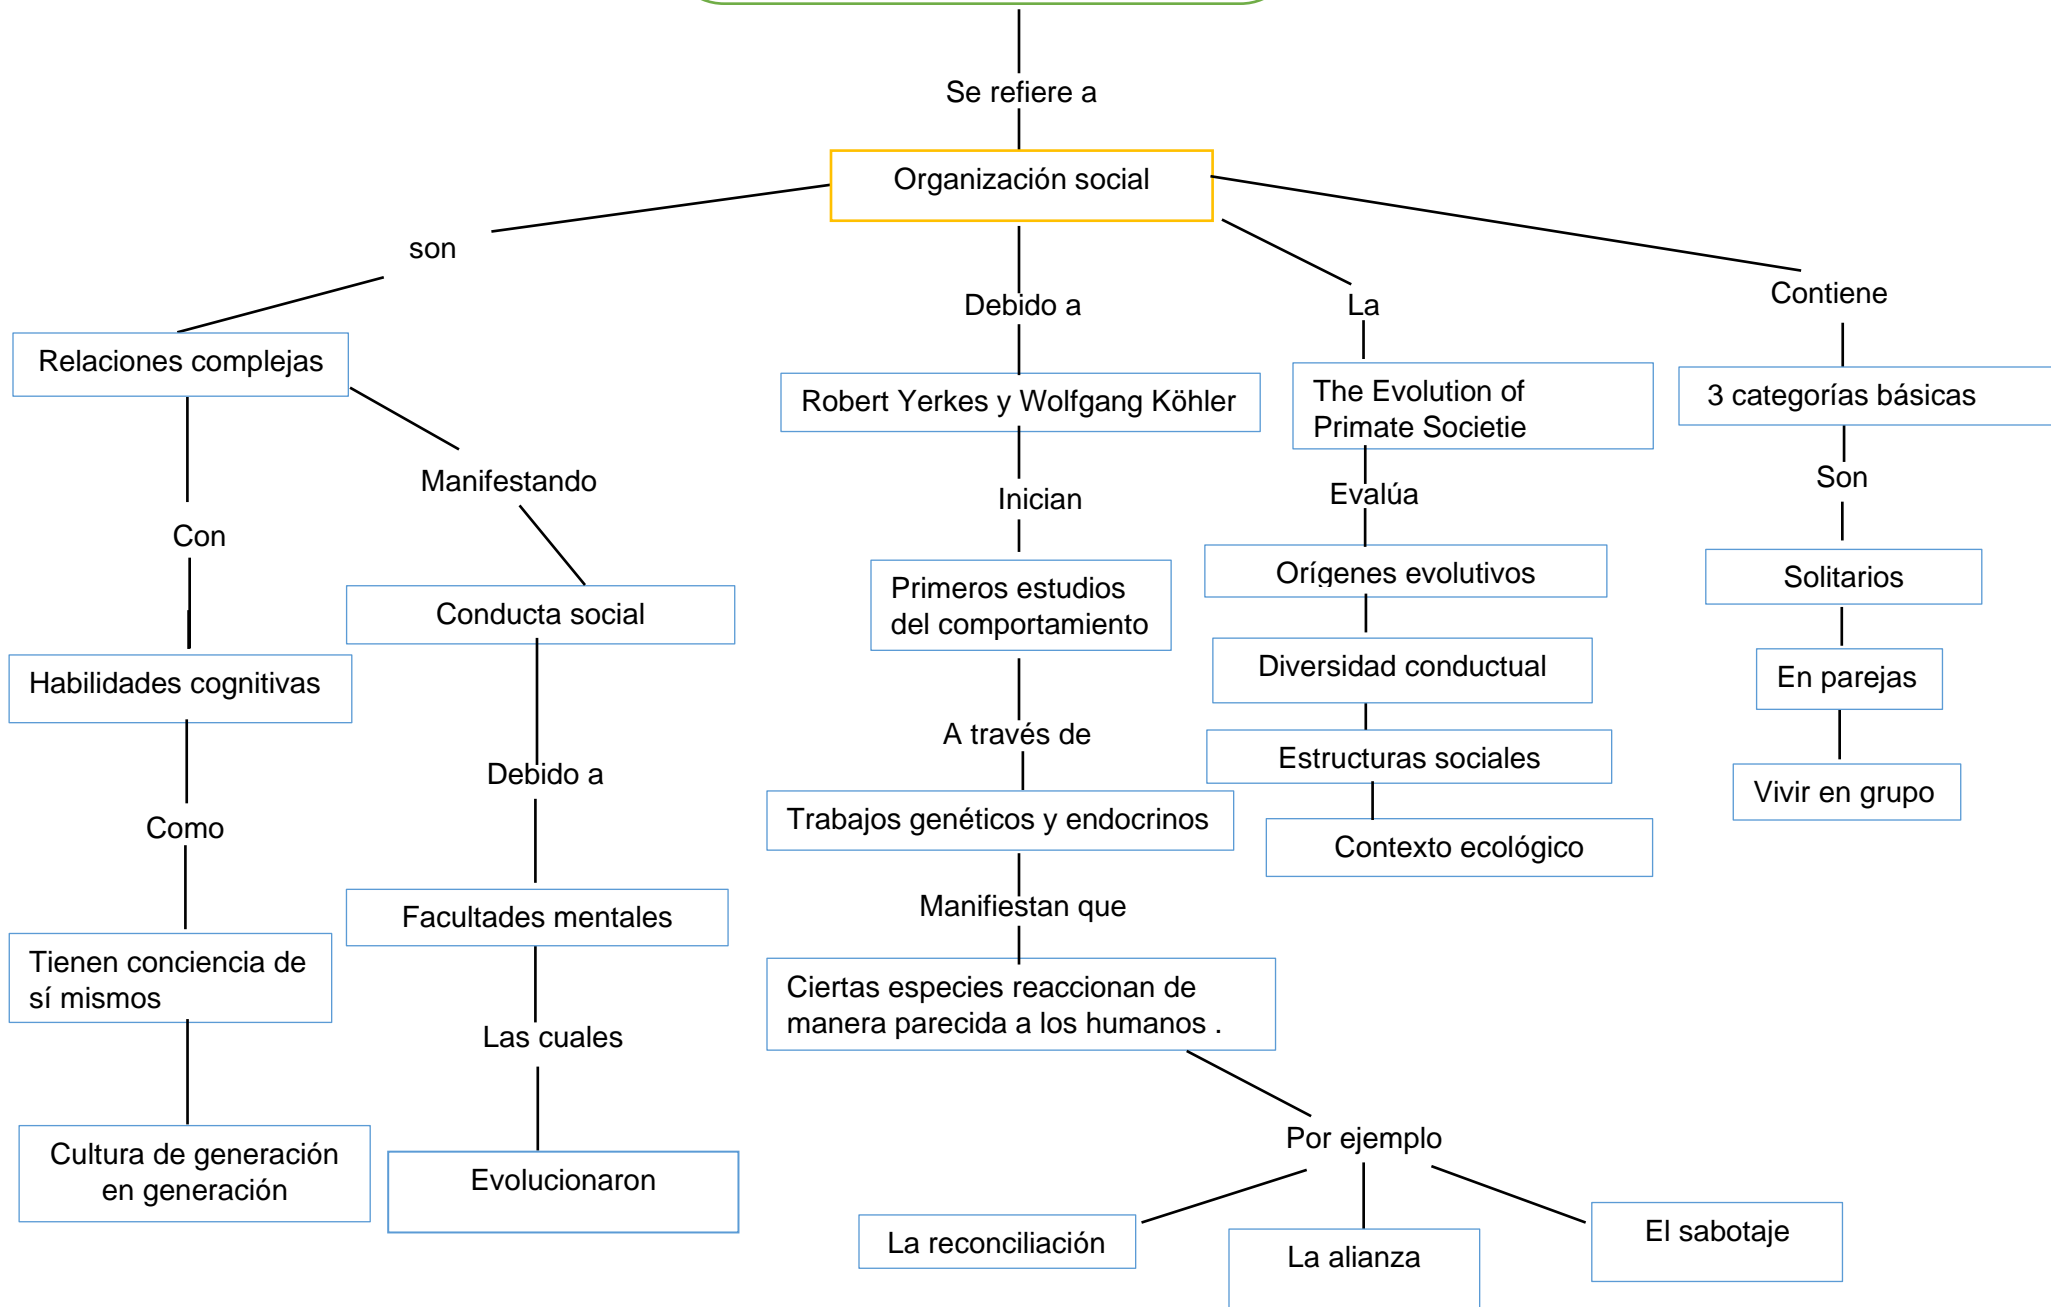 Se refiere a
Organización social
son
Relaciones complejas
Con
Habilidades cognitivas
Como
Tienen conciencia de
sí mismos
Cultura de generación
en generación
Manifestando
Conducta social
Debido a
Facultades mentales
Las cuales
Evolucionaron
Debido a
Robert Yerkes y Wolfgang Köhler
Inician
Primeros estudios
del comportamiento
A través de
Trabajos genéticos y endocrinos
Manifiestan que
Ciertas especies reaccionan de
manera parecida a los humanos .
Por ejemplo
La reconciliación
La alianza
El sabotaje
La
The Evolution of
Primate Societie
Evalúa
Orígenes evolutivos
Diversidad conductual
Estructuras sociales
Contexto ecológico
Contiene
3 categorías básicas
Son
Solitarios
En parejas
Vivir en grupo